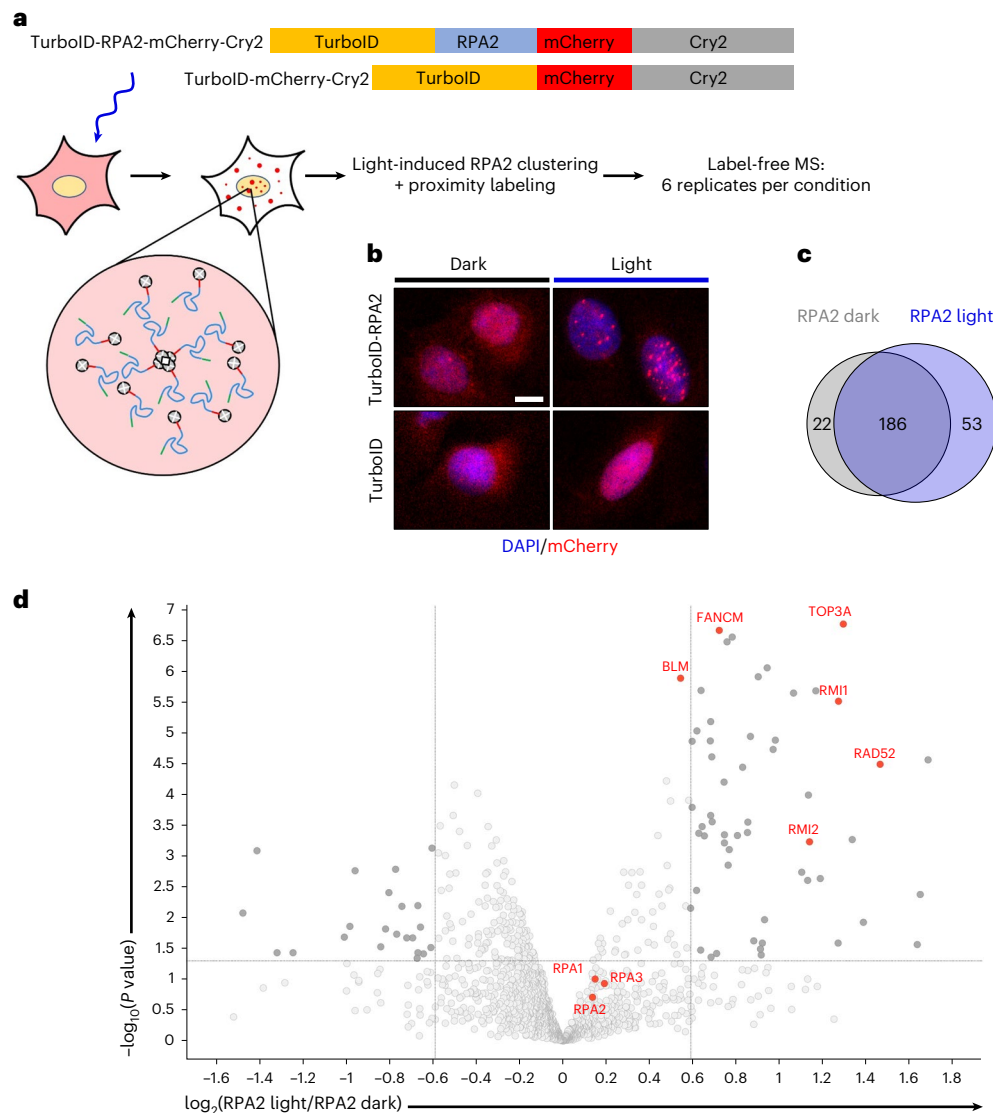 a
TurboID-RPA2-mCherry-Cry2 TurboID RPA2 mCherry Cry2
TurboID-mCherry-Cry2 TurboID mCherry Cry2
Light-induced RPA2 clustering
+ proximity labeling
Label-free MS:
6 replicates per condition
b
Dark Light
TurboID-RPA2
TurboID
DAPI/mCherry
c
RPA2 dark RPA2 light
22 186 53
d
–log10(P value)
7
6.5
6
5.5
5
4.5
4
3.5
3
2.5
2
1.5
1
0.5
0
FANCM TOP3A
BLM
RMI1
RAD52
RMI2
RPA1 RPA3
RPA2
–1.6 –1.4 –1.2 –1 –0.8 –0.6 –0.4 –0.2 0 0.2 0.4 0.6 0.8 1 1.2 1.4 1.6 1.8
log2(RPA2 light/RPA2 dark)